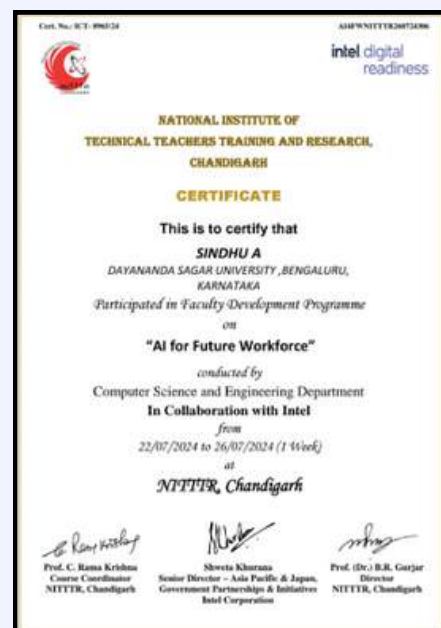 Cert. No.: ICT- 8965/24
intel digital
readiness
NATIONAL INSTITUTE OF
TECHNICAL TEACHERS TRAINING AND RESEARCH,
CHANDIGARH
CERTIFICATE
This is to certify that
SINDHU A
DAYANANDA SAGAR UNIVERSITY ,BENGALURU,
KARNATAKA
Participated in Faculty Development Programme
on
“AI for Future Workforce”
conducted by
Computer Science and Engineering Department
In Collaboration with Intel
from
22/07/2024 to 26/07/2024 (1 Week)
at
NITTTR, Chandigarh
Prof. C. Rama Krishna
Course Coordinator
NITTTR, Chandigarh
Shweta Khurana
Senior Director – Asia Pacific & Japan,
Government Partnerships & Initiatives
Intel Corporation
Prof. (Dr.) B.R. Gurjar
Director
NITTTR, Chandigarh